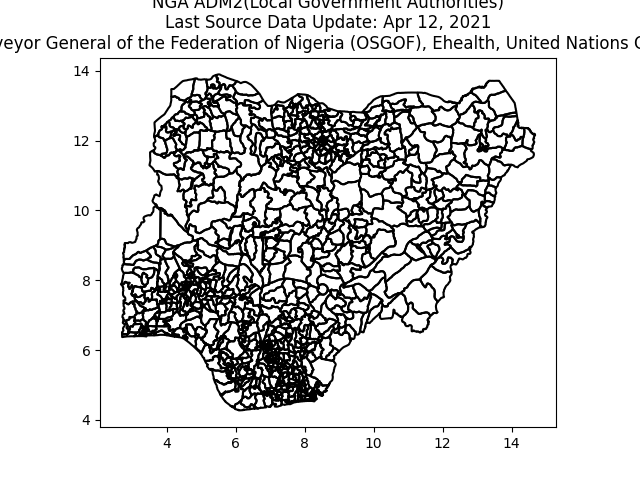 NGA ADM2(Local Government Authorities)
Last Source Data Update: Apr 12, 2021
General of the Federation of Nigeria (OSGOF), Ehealth, United Nations
14
12
10
8
6
4
4 6 8 10 12 14